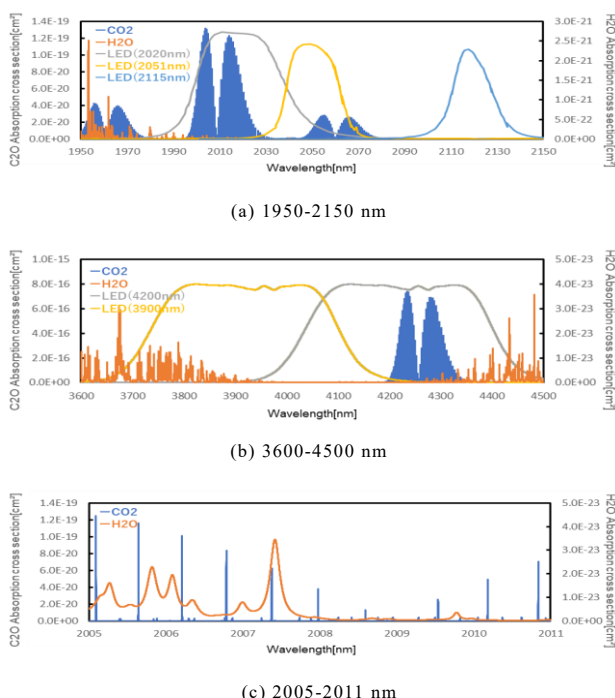 C2O Absorption cross section[cm²]
1.4E-19
1.2E-19
1.0E-19
8.0E-20
6.0E-20
4.0E-20
2.0E-20
0.0E+00
CO2
H2O
LED(2020nm)
LED(2051nm)
LED(2115nm)
3.0E-21
2.5E-21
2.0E-21
1.5E-21
1.0E-21
5.0E-22
0.0E+00
H2O Absorption cross section[cm²]
1950 1970 1990 2010 2030 2050 2070 2090 2110 2130 2150
Wavelength[nm]
(a) 1950-2150 nm
C2O Absorption cross section[cm²]
1.0E-15
8.0E-16
6.0E-16
4.0E-16
2.0E-16
0.0E+00
CO2
H2O
LED(4200nm)
LED(3900nm)
5.0E-23
4.0E-23
3.0E-23
2.0E-23
1.0E-23
0.0E+00
H2O Absorption cross section[cm²]
3600 3700 3800 3900 4000 4100 4200 4300 4400 4500
Wavelength[nm]
(b) 3600-4500 nm
C2O Absorption cross section[cm²]
1.4E-19
1.2E-19
1.0E-19
8.0E-20
6.0E-20
4.0E-20
2.0E-20
0.0E+00
CO2
H2O
5.0E-23
4.0E-23
3.0E-23
2.0E-23
1.0E-23
0.0E+00
H2O Absorption cross section[cm²]
2005 2006 2007 2008 2009 2010 2011
Wavelength[nm]
(c) 2005-2011 nm